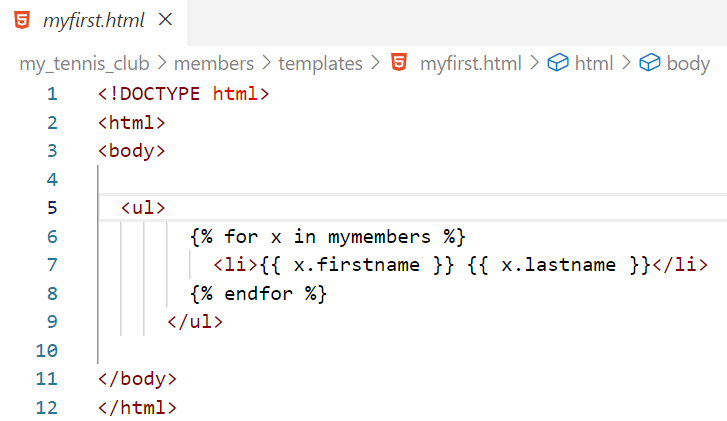 myfirst.html
my_tennis_club > members > templates > myfirst.html > html > body
1 <!DOCTYPE html>
2 <html>
3 <body>
4
5   <ul>
6         {% for x in mymembers %}
7           <li>{{ x.firstname }} {{ x.lastname }}</li>
8         {% endfor %}
9       </ul>
10
11 </body>
12 </html>